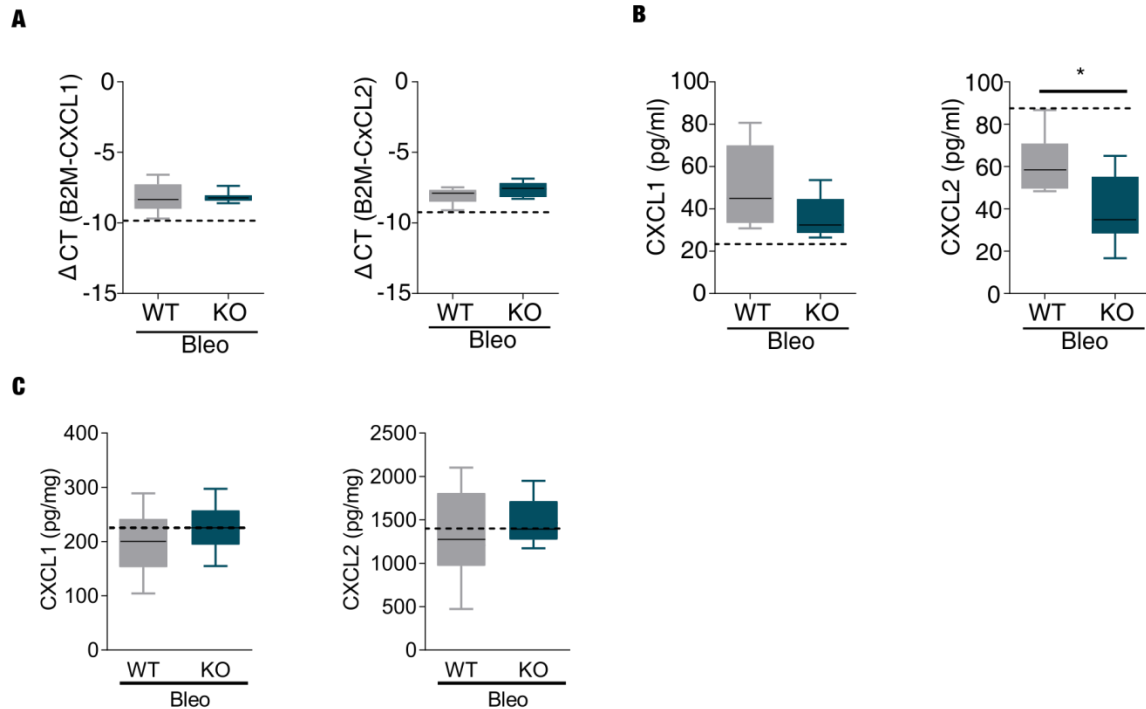 A
ΔCT (B2M-CXCL1)
0
-5
-10
-15
WT KO
Bleo
ΔCT (B2M-CxCL2)
0
-5
-10
-15
WT KO
Bleo
B
CXCL1 (pg/ml)
100
80
60
40
20
0
WT KO
Bleo
CXCL2 (pg/ml)
100
80
60
40
20
0
*
WT KO
Bleo
C
CXCL1 (pg/mg)
400
300
200
100
0
WT KO
Bleo
CXCL2 (pg/mg)
2500
2000
1500
1000
500
0
WT KO
Bleo